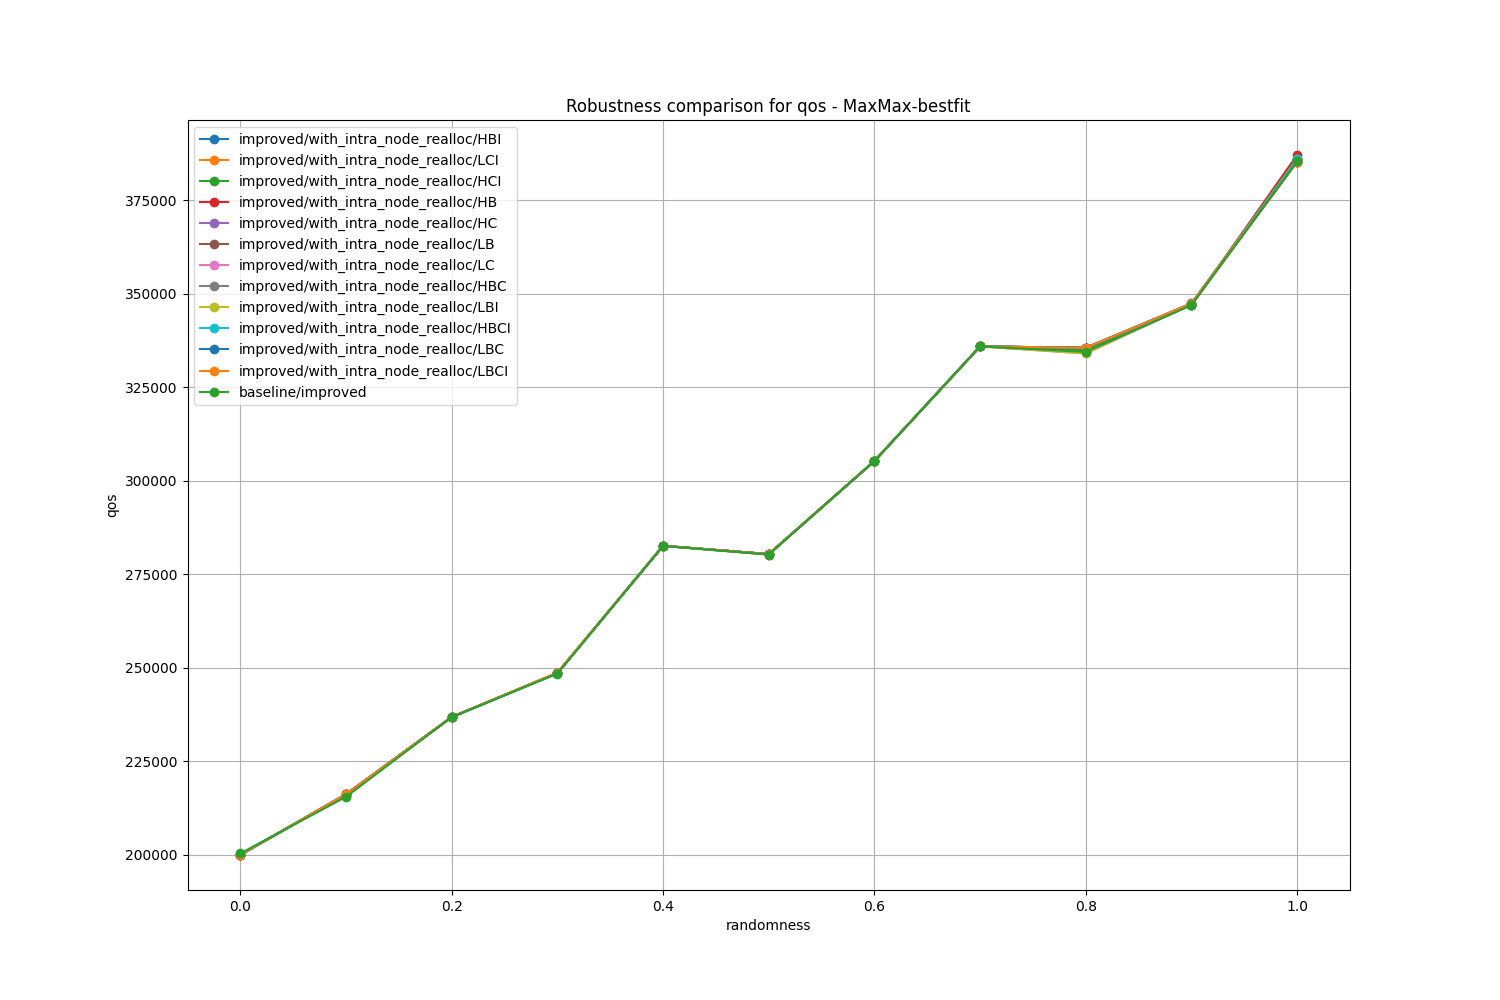 Robustness comparison for qos - MaxMax-bestfit
improved/with_intra_node_realloc/HBI
improved/with_intra_node_realloc/LCI
improved/with_intra_node_realloc/HCI
improved/with_intra_node_realloc/HB
improved/with_intra_node_realloc/HC
improved/with_intra_node_realloc/LB
improved/with_intra_node_realloc/LC
improved/with_intra_node_realloc/HBC
improved/with_intra_node_realloc/LBI
improved/with_intra_node_realloc/HBCI
improved/with_intra_node_realloc/LBC
improved/with_intra_node_realloc/LBCI
baseline/improved
375000
350000
325000
300000
275000
250000
225000
200000
qos
0.0 0.2 0.4 0.6 0.8 1.0
randomness